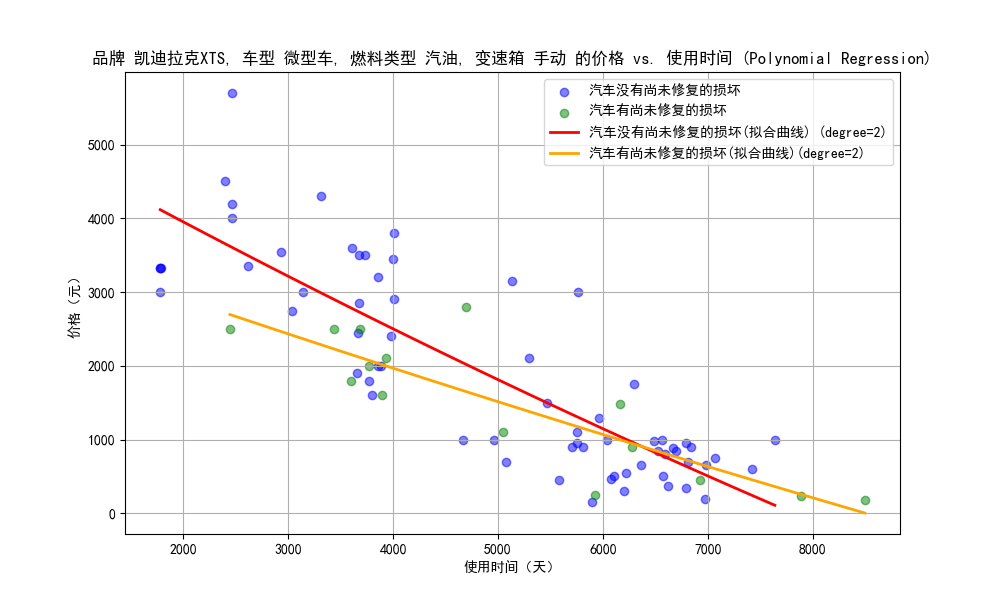 品牌 凯迪拉克XTS, 车型 微型车, 燃料类型 汽油, 变速箱 手动 的价格 vs. 使用时间 (Polynomial Regression)
汽车没有尚未修复的损坏
汽车有尚未修复的损坏
汽车没有尚未修复的损坏(拟合曲线) (degree=2)
汽车有尚未修复的损坏(拟合曲线)(degree=2)
价格（元）
5000
4000
3000
2000
1000
0
2000 3000 4000 5000 6000 7000 8000
使用时间（天）